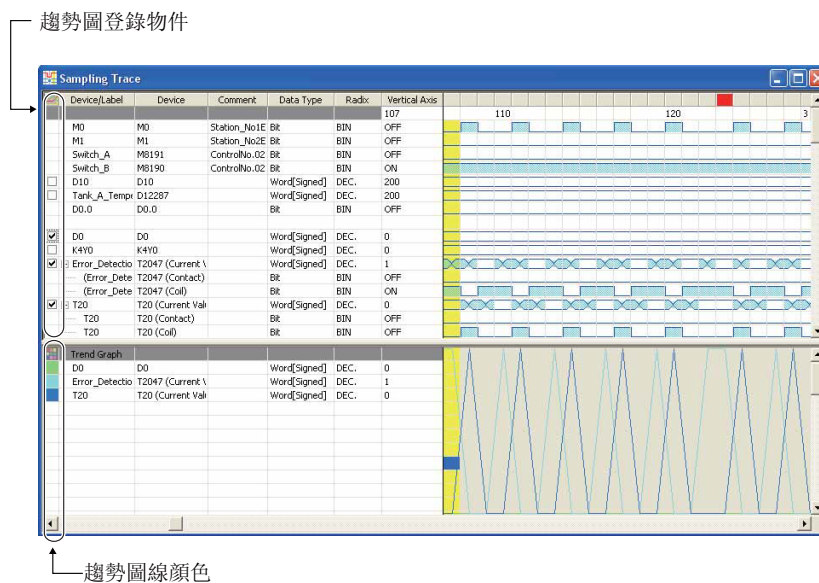 趨勢圖登錄物件
Sampling Trace
Device/Label Device Comment Data Type Radix Vertical Axis
107 110 120 3
M0 M0 Station_No1E Bit BIN OFF
M1 M1 Station_No2E Bit BIN OFF
Switch_A M8191 ControlNo.02 Bit BIN OFF
Switch_B M8190 ControlNo.02 Bit BIN ON
D10 D10 Word[Signed] DEC. 200
Tank_A_Tempe D12287 Word[Signed] DEC. 200
D0.0 D0.0 Bit BIN OFF
D0 D0 Word[Signed] DEC. 0
K4Y0 K4Y0 Word[Signed] DEC. 0
Error_Detectio T2047 (Current V Word[Signed] DEC. 1
(Error_Dete T2047 (Contact) Bit BIN OFF
(Error_Dete T2047 (Coil) Bit BIN ON
T20 T20 (Current Valu Word[Signed] DEC. 0
T20 T20 (Contact) Bit BIN OFF
T20 T20 (Coil) Bit BIN OFF
Trend Graph
D0 D0 Word[Signed] DEC. 0
Error_Detectio T2047 (Current V Word[Signed] DEC. 1
T20 T20 (Current Valu Word[Signed] DEC. 0
趨勢圖線顏色